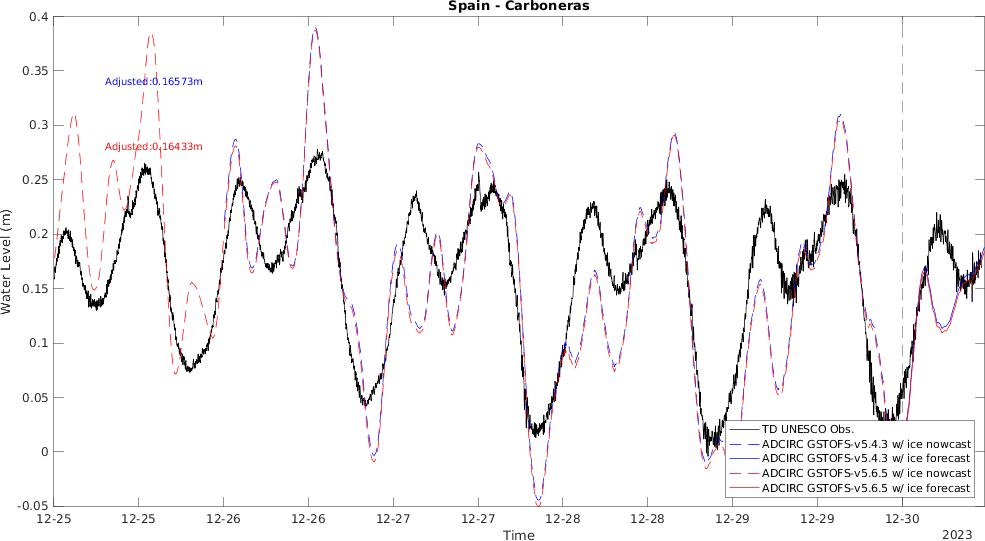 Spain - Carboneras
0.4
0.35
0.3
0.25
0.2
0.15
0.1
0.05
0
-0.05
Water Level (m)
Adjusted:0.16573m
Adjusted:0.16433m
TD UNESCO Obs.
ADCIRC GSTOFS-v5.4.3 w/ ice nowcast
ADCIRC GSTOFS-v5.4.3 w/ ice forecast
ADCIRC GSTOFS-v5.6.5 w/ ice nowcast
ADCIRC GSTOFS-v5.6.5 w/ ice forecast
12-25 12-25 12-26 12-26 12-27 12-27 12-28 12-28 12-29 12-29 12-30
Time
2023